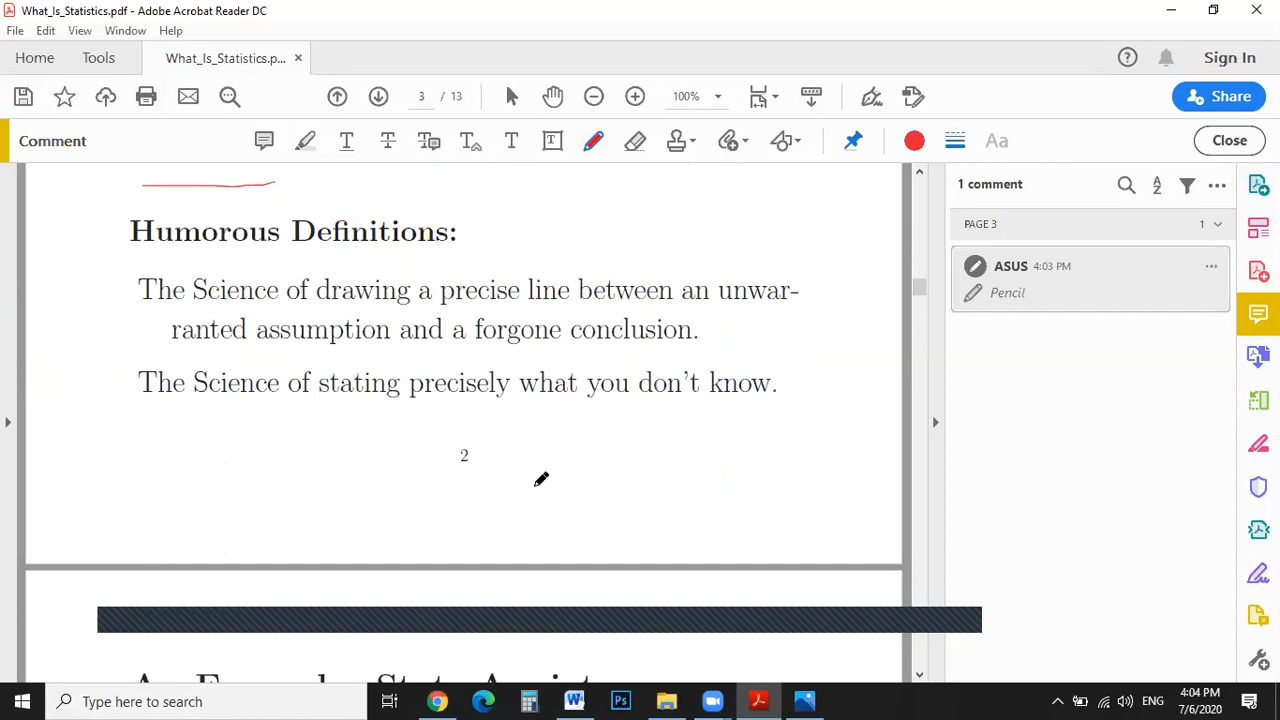 What_Is_Statistics.pdf - Adobe Acrobat Reader DC
File Edit View Window Help
Home Tools What_Is_Statistics.p... Sign In
3 / 13 100% Share
Comment Aa Close
1 comment
PAGE 3 1
ASUS 4:03 PM
Pencil
Humorous Definitions:
The Science of drawing a precise line between an unwar-
ranted assumption and a forgone conclusion.
The Science of stating precisely what you don't know.
2
Type here to search
ENG
4:04 PM
7/6/2020